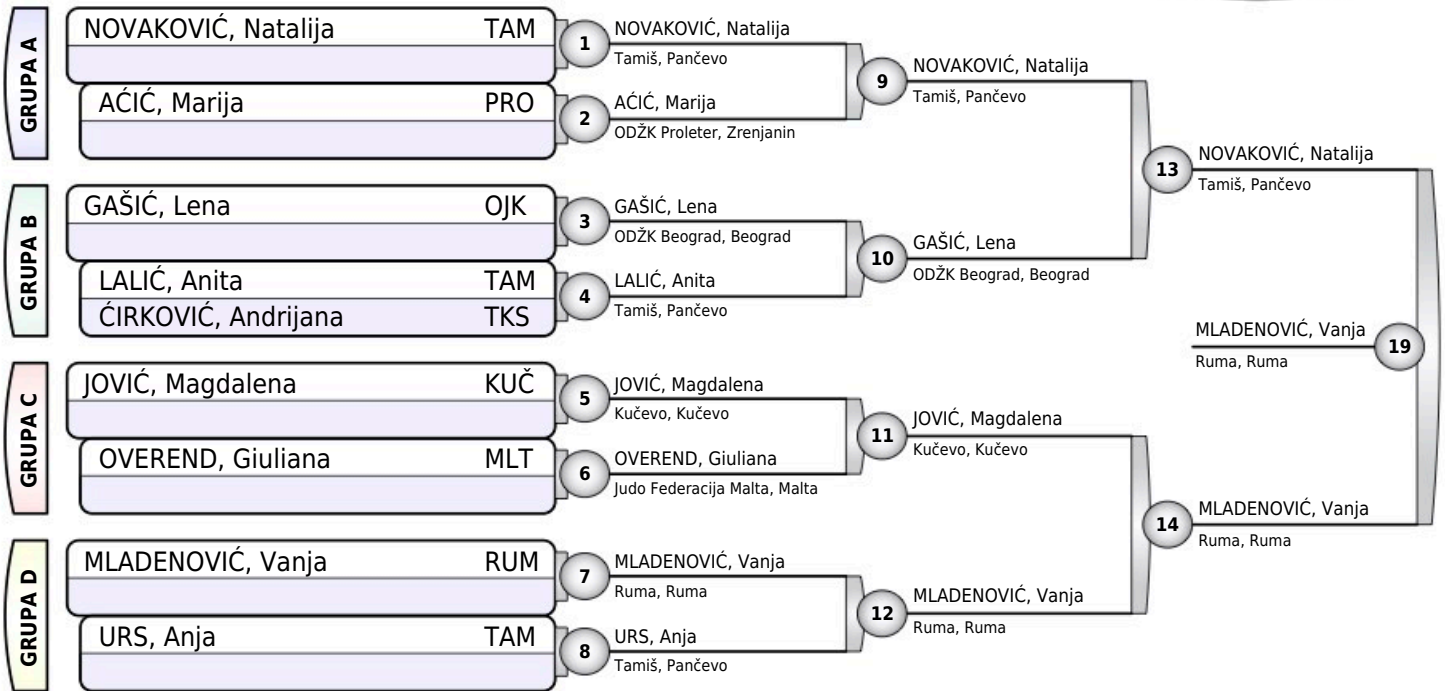 GRUPA A
NOVAKOVIĆ, Natalija TAM
AĆIĆ, Marija PRO
GRUPA B
GAŠIĆ, Lena OJK
LALIĆ, Anita TAM
ĆIRKOVIĆ, Andrijana TKS
GRUPA C
JOVIĆ, Magdalena KUČ
OVEREND, Giuliana MLT
GRUPA D
MLADENOVIĆ, Vanja RUM
URS, Anja TAM
1
NOVAKOVIĆ, Natalija
Tamiš, Pančevo
2
AĆIĆ, Marija
ODŽK Proleter, Zrenjanin
3
GAŠIĆ, Lena
ODŽK Beograd, Beograd
4
LALIĆ, Anita
Tamiš, Pančevo
5
JOVIĆ, Magdalena
Kučevo, Kučevo
6
OVEREND, Giuliana
Judo Federacija Malta, Malta
7
MLADENOVIĆ, Vanja
Ruma, Ruma
8
URS, Anja
Tamiš, Pančevo
9
NOVAKOVIĆ, Natalija
Tamiš, Pančevo
10
GAŠIĆ, Lena
ODŽK Beograd, Beograd
11
JOVIĆ, Magdalena
Kučevo, Kučevo
12
MLADENOVIĆ, Vanja
Ruma, Ruma
13
NOVAKOVIĆ, Natalija
Tamiš, Pančevo
14
MLADENOVIĆ, Vanja
Ruma, Ruma
MLADENOVIĆ, Vanja
Ruma, Ruma
19